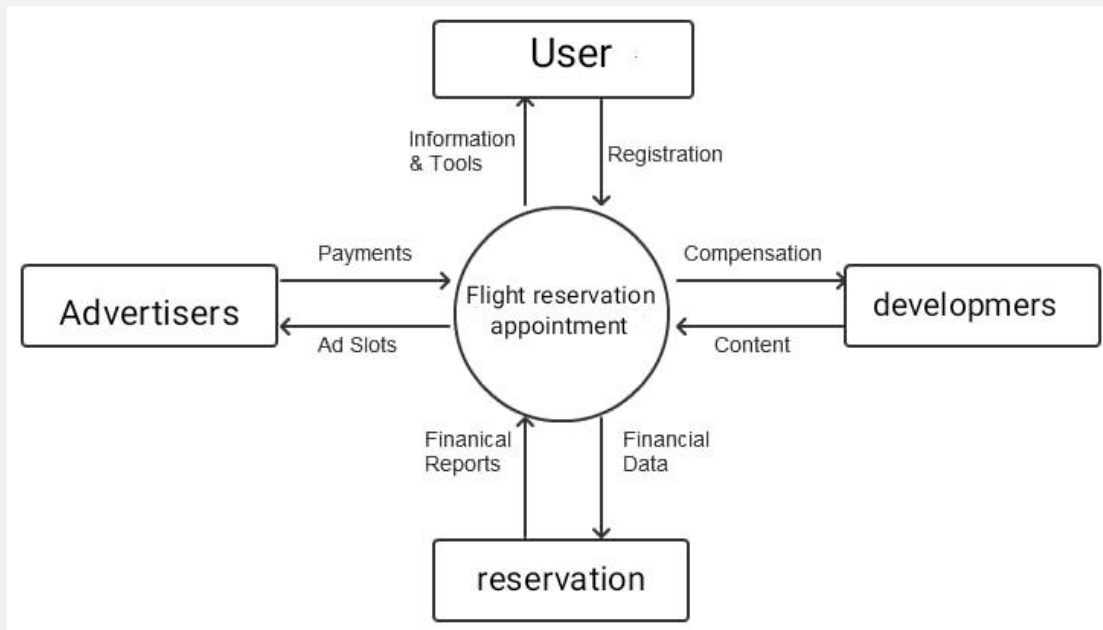 User
Information
& Tools
Registration
Payments
Compensation
Advertisers
Flight reservation
appointment
developmers
Ad Slots
Content
Finanical
Reports
Financial
Data
reservation